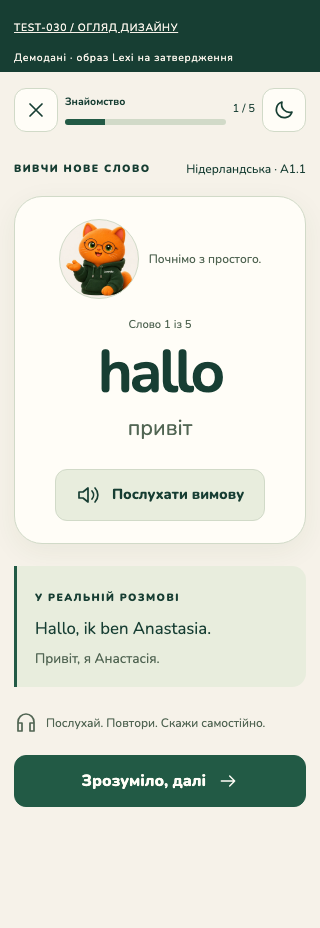 TEST-030 / ОГЛЯД ДИЗАЙНУ
Демодані · образ Lexi на затвердження
Знайомство
1 / 5
ВИВЧИ НОВЕ СЛОВО
Нідерландська · A1.1
Почнімо з простого.
Слово 1 із 5
hallo
привіт
Послухати вимову
У РЕАЛЬНІЙ РОЗМОВІ
Hallo, ik ben Anastasia.
Привіт, я Анастасія.
Послухай. Повтори. Скажи самостійно.
Зрозуміло, далі